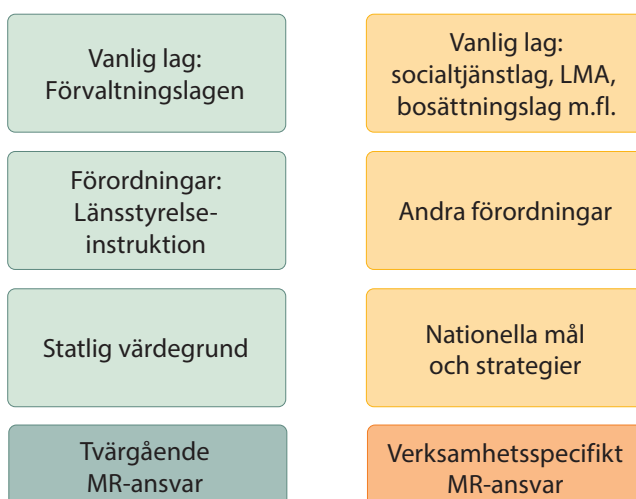 Vanlig lag:
Förvaltningslagen
Vanlig lag:
socialtjänstlag, LMA,
bosättningslag m.fl.
Förordningar:
Länsstyrelse-
instruktion
Andra förordningar
Statlig värdegrund
Nationella mål
och strategier
Tvärgående
MR-ansvar
Verksamhetsspecifikt
MR-ansvar